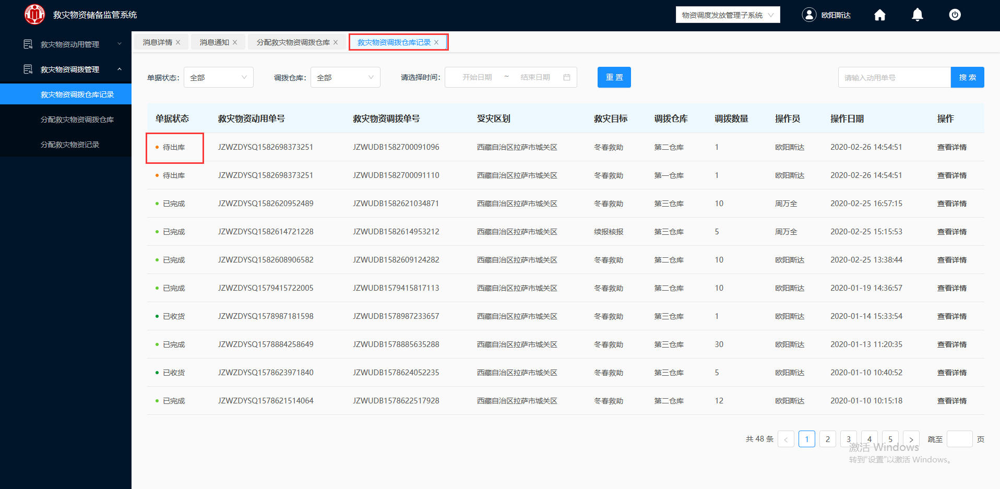 救灾物资储备监管系统
物资调度发放管理子系统
欧阳斯达
救灾物资动用管理
救灾物资调拨管理
救灾物资调拨仓库记录
分配救灾物资调拨仓库
分配救灾物资记录
消息详情 X 消息通知 X 分配救灾物资调拨仓库 X 救灾物资调拨仓库记录 X
单据状态: 全部 调拨仓库: 全部 请选择时间: 开始日期 ~ 结束日期 重 置 请输入动用单号 搜 索
单据状态 救灾物资动用单号 救灾物资调拨单号 受灾区划 救灾目标 调拨仓库 调拨数量 操作员 操作日期 操作
待出库 JZWZDYSQ1582698373251 JZWUDB1582700091096 西藏自治区拉萨市城关区 冬春救助 第二仓库 1 欧阳斯达 2020-02-26 14:54:51 查看详情
待出库 JZWZDYSQ1582698373251 JZWUDB1582700091110 西藏自治区拉萨市城关区 冬春救助 第一仓库 1 欧阳斯达 2020-02-26 14:54:51 查看详情
已完成 JZWZDYSQ1582620952489 JZWUDB1582621034871 西藏自治区拉萨市城关区 冬春救助 第三仓库 10 周万全 2020-02-25 16:57:15 查看详情
已完成 JZWZDYSQ1582614721228 JZWUDB1582614953212 西藏自治区拉萨市城关区 续报核报 第三仓库 5 周万全 2020-02-25 15:15:53 查看详情
已完成 JZWZDYSQ1582608906582 JZWUDB1582609124282 西藏自治区拉萨市城关区 冬春救助 第二仓库 10 欧阳斯达 2020-02-25 13:38:44 查看详情
已完成 JZWZDYSQ1579415722005 JZWUDB1579415817113 西藏自治区拉萨市城关区 冬春救助 第二仓库 10 欧阳斯达 2020-01-19 14:36:57 查看详情
已收货 JZWZDYSQ1578987181598 JZWUDB1578987233657 西藏自治区拉萨市城关区 冬春救助 第三仓库 1 欧阳斯达 2020-01-14 15:33:54 查看详情
已完成 JZWZDYSQ1578884258649 JZWUDB1578885635288 西藏自治区拉萨市城关区 冬春救助 第三仓库 30 欧阳斯达 2020-01-13 11:20:35 查看详情
已收货 JZWZDYSQ1578623971840 JZWUDB1578624052235 西藏自治区拉萨市城关区 冬春救助 第三仓库 5 欧阳斯达 2020-01-10 10:40:52 查看详情
已完成 JZWZDYSQ1578621514064 JZWUDB1578622517928 西藏自治区拉萨市城关区 冬春救助 第二仓库 12 欧阳斯达 2020-01-10 10:15:18 查看详情
共 48 条 < 1 2 3 4 5 > 跳至 页
激活 Windows
转到"设置"以激活 Windows。